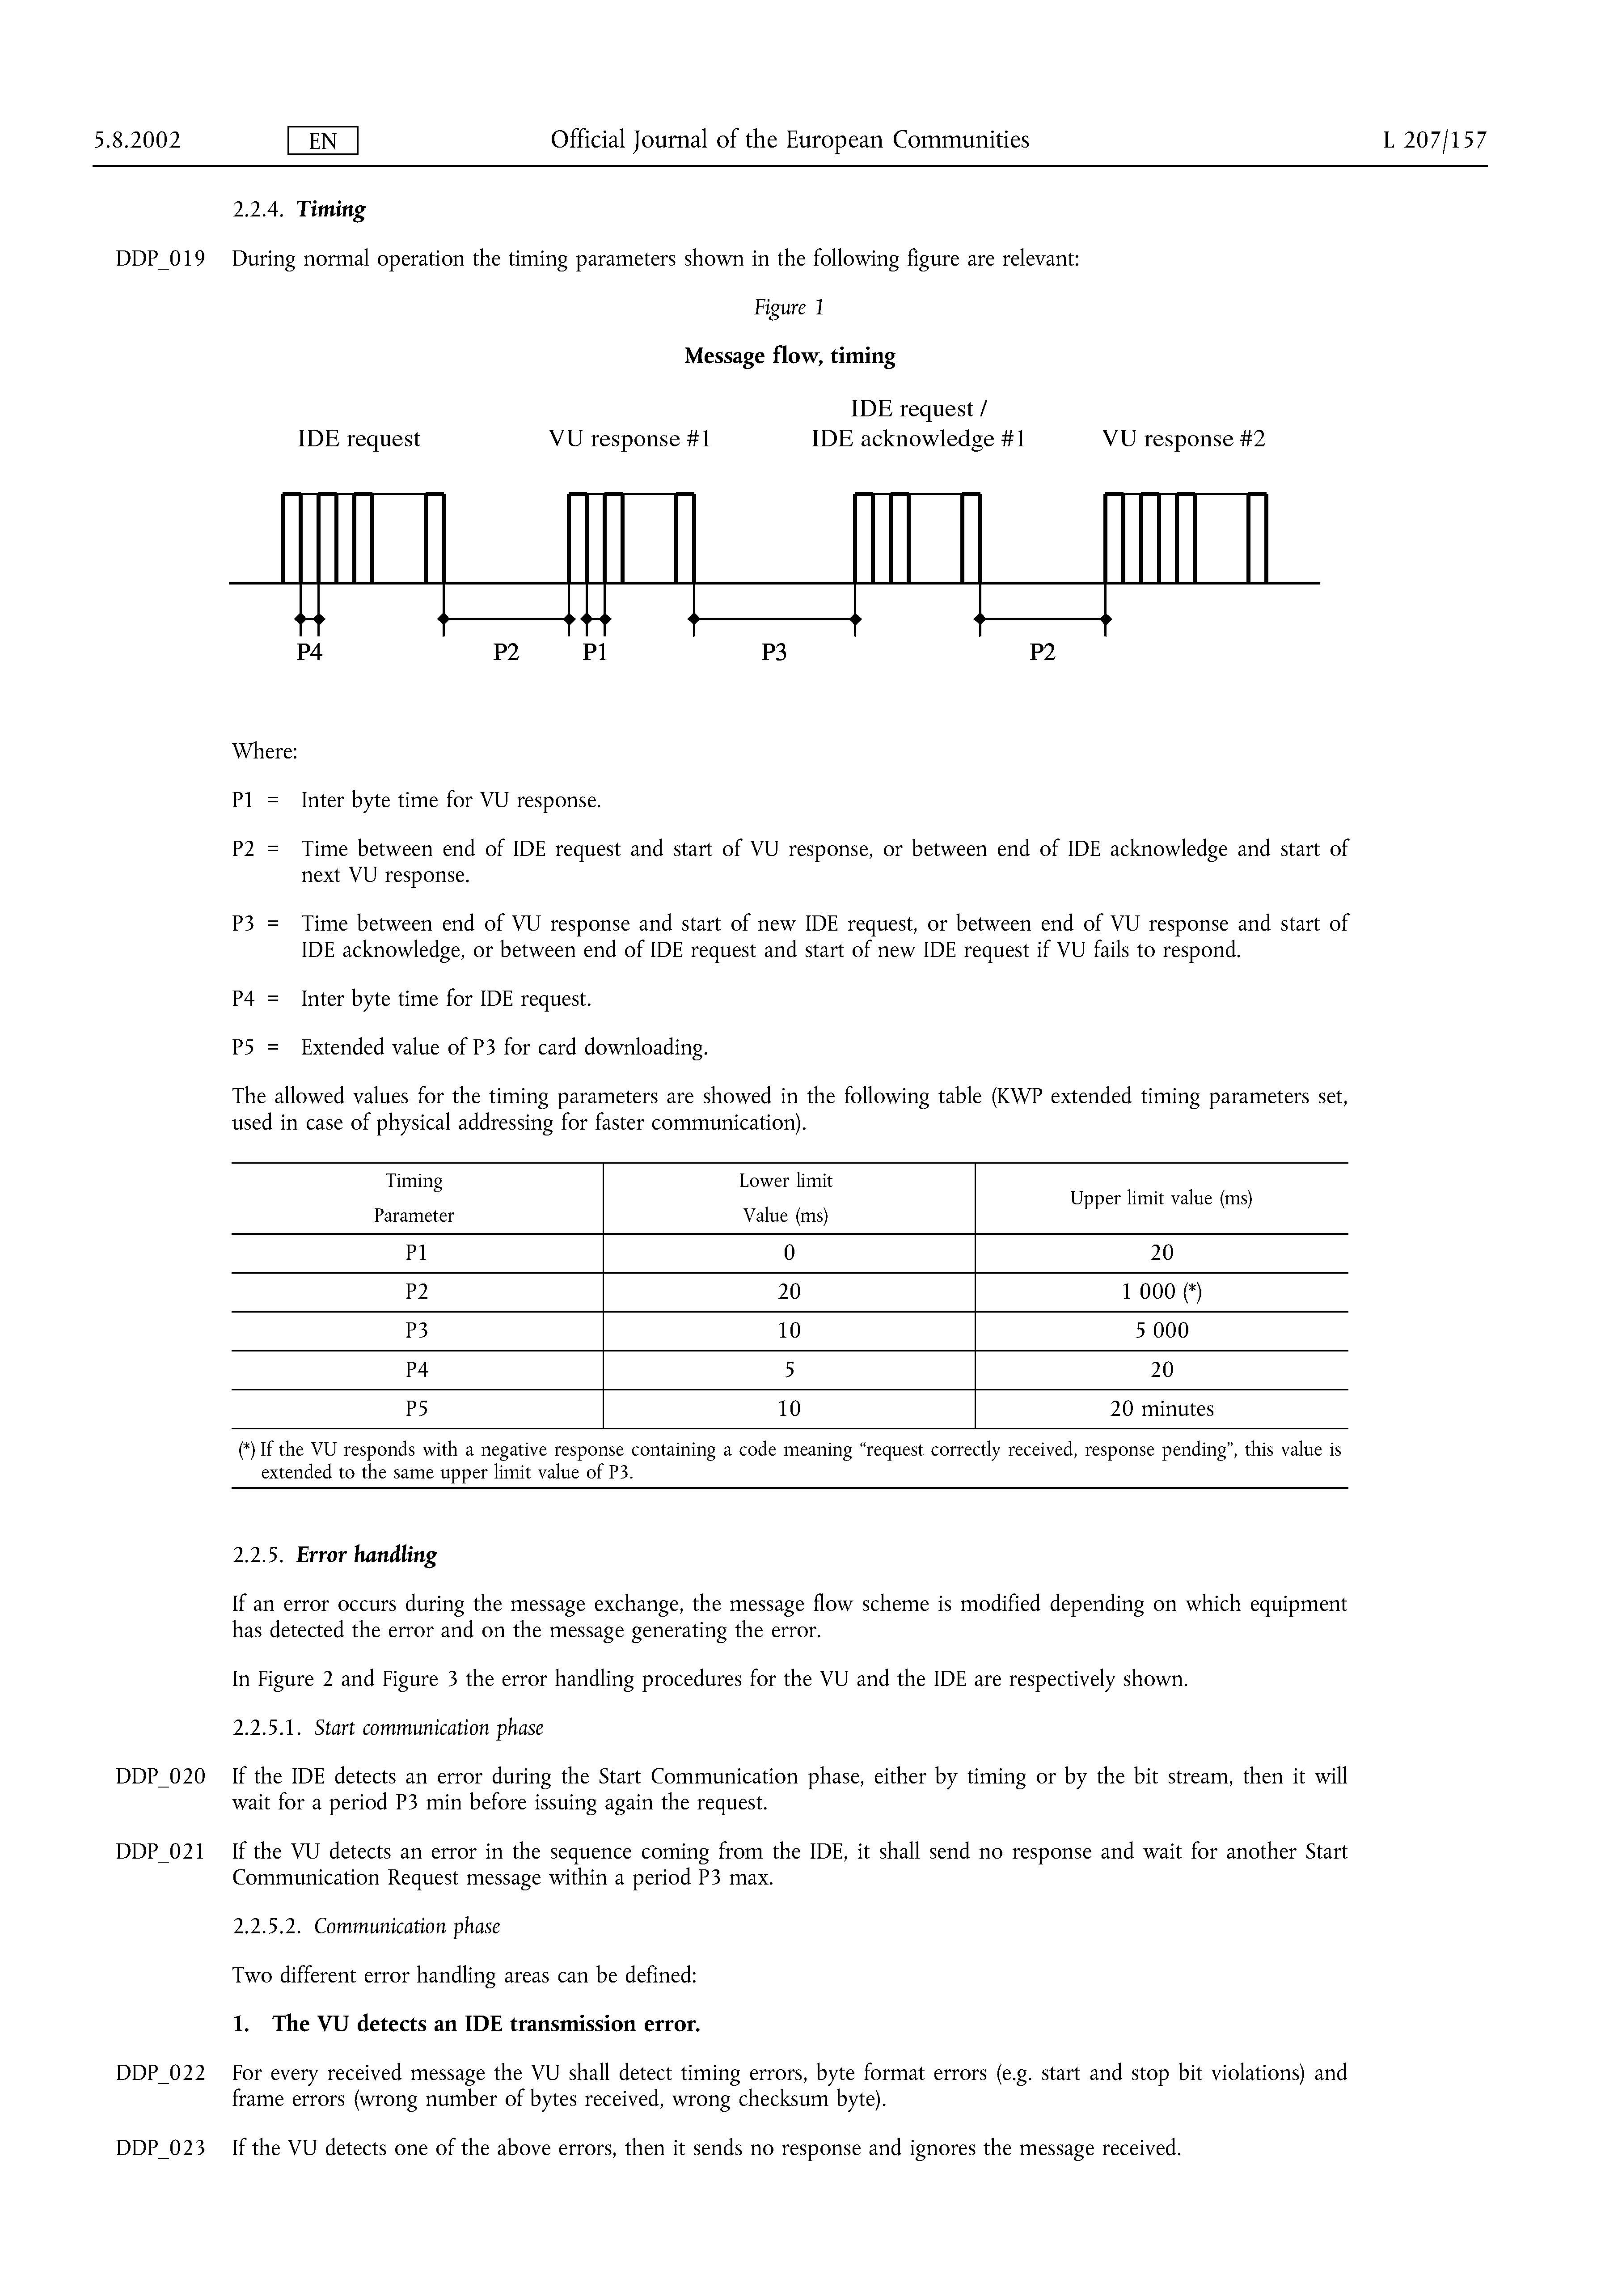 5.8.2002 EN Official Journal of the European Communities L 207/157
2.2.4. Timing
DDP_019 During normal operation the timing parameters shown in the following figure are relevant:
Figure 1
Message flow, timing
IDE request /
IDE request VU response #1 IDE acknowledge #1 VU response #2
P4 P2 P1 P3 P2
Where:
P1 = Inter byte time for VU response.
P2 = Time between end of IDE request and start of VU response, or between end of IDE acknowledge and start of
next VU response.
P3 = Time between end of VU response and start of new IDE request, or between end of VU response and start of
IDE acknowledge, or between end of IDE request and start of new IDE request if VU fails to respond.
P4 = Inter byte time for IDE request.
P5 = Extended value of P3 for card downloading.
The allowed values for the timing parameters are showed in the following table (KWP extended timing parameters set,
used in case of physical addressing for faster communication).
Timing Lower limit
Upper limit value (ms)
Parameter Value (ms)
P1 0 20
P2 20 1 000 (*)
P3 10 5 000
P4 5 20
P5 10 20 minutes
(*) If the VU responds with a negative response containing a code meaning “request correctly received, response pending”, this value is
extended to the same upper limit value of P3.
2.2.5. Error handling
If an error occurs during the message exchange, the message flow scheme is modified depending on which equipment
has detected the error and on the message generating the error.
In Figure 2 and Figure 3 the error handling procedures for the VU and the IDE are respectively shown.
2.2.5.1. Start communication phase
DDP_020 If the IDE detects an error during the Start Communication phase, either by timing or by the bit stream, then it will
wait for a period P3 min before issuing again the request.
DDP_021 If the VU detects an error in the sequence coming from the IDE, it shall send no response and wait for another Start
Communication Request message within a period P3 max.
2.2.5.2. Communication phase
Two different error handling areas can be defined:
1. The VU detects an IDE transmission error.
DDP_022 For every received message the VU shall detect timing errors, byte format errors (e.g. start and stop bit violations) and
frame errors (wrong number of bytes received, wrong checksum byte).
DDP_023 If the VU detects one of the above errors, then it sends no response and ignores the message received.